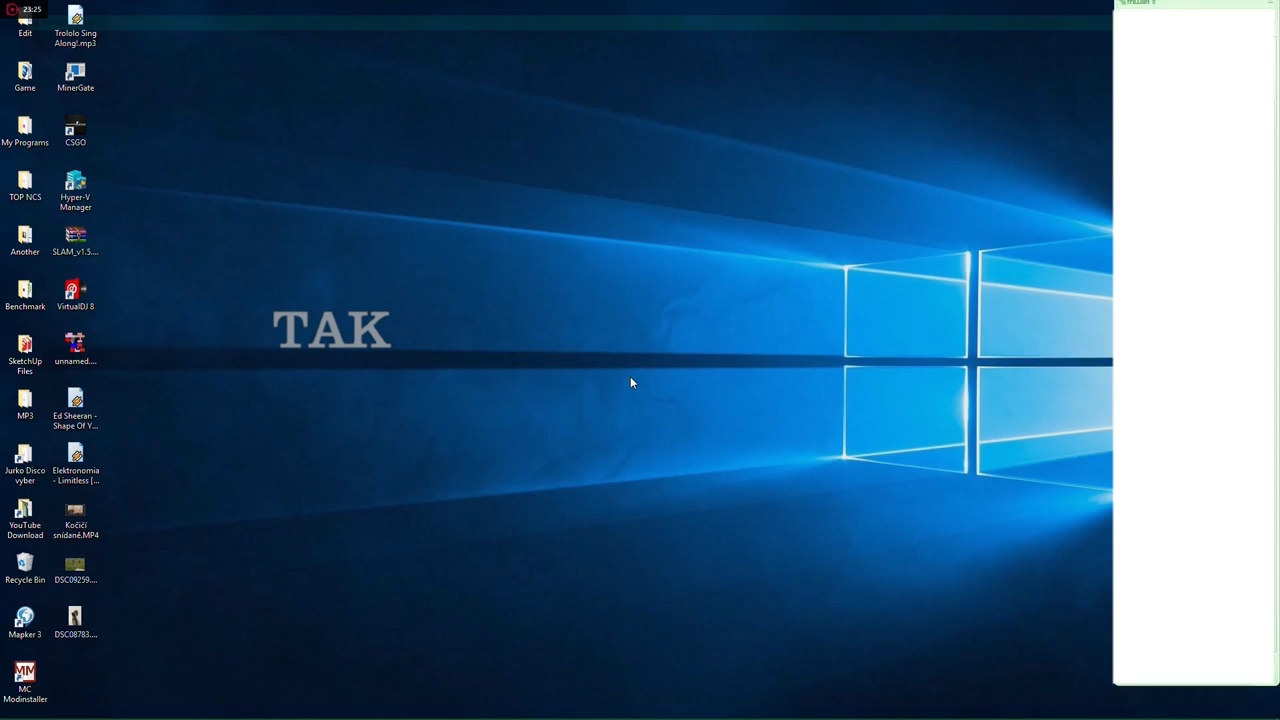 23:25
Edit
Trololo Sing
Along!.mp3
Game
MinerGate
My Programs
CSGO
TOP NCS
Hyper-V
Manager
Another
SLAM_v1.5....
Benchmark
VirtualDJ 8
SketchUp
Files
unnamed....
MP3
Ed Sheeran -
Shape Of Y...
Jurko Disco
vyber
Elektronomia
- Limitless [...
YouTube
Download
Kočičí
snídaně.MP4
Recycle Bin
DSC09259....
Mapker 3
DSC08783....
MM
MC
Modinstaller
TAK